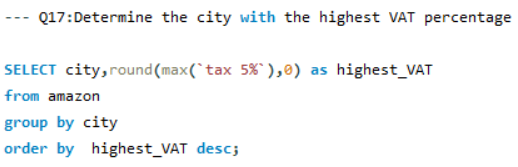 --- Q17:Determine the city with the highest VAT percentage
SELECT city,round(max(`tax 5%`),0) as highest_VAT
from amazon
group by city
order by  highest_VAT desc;